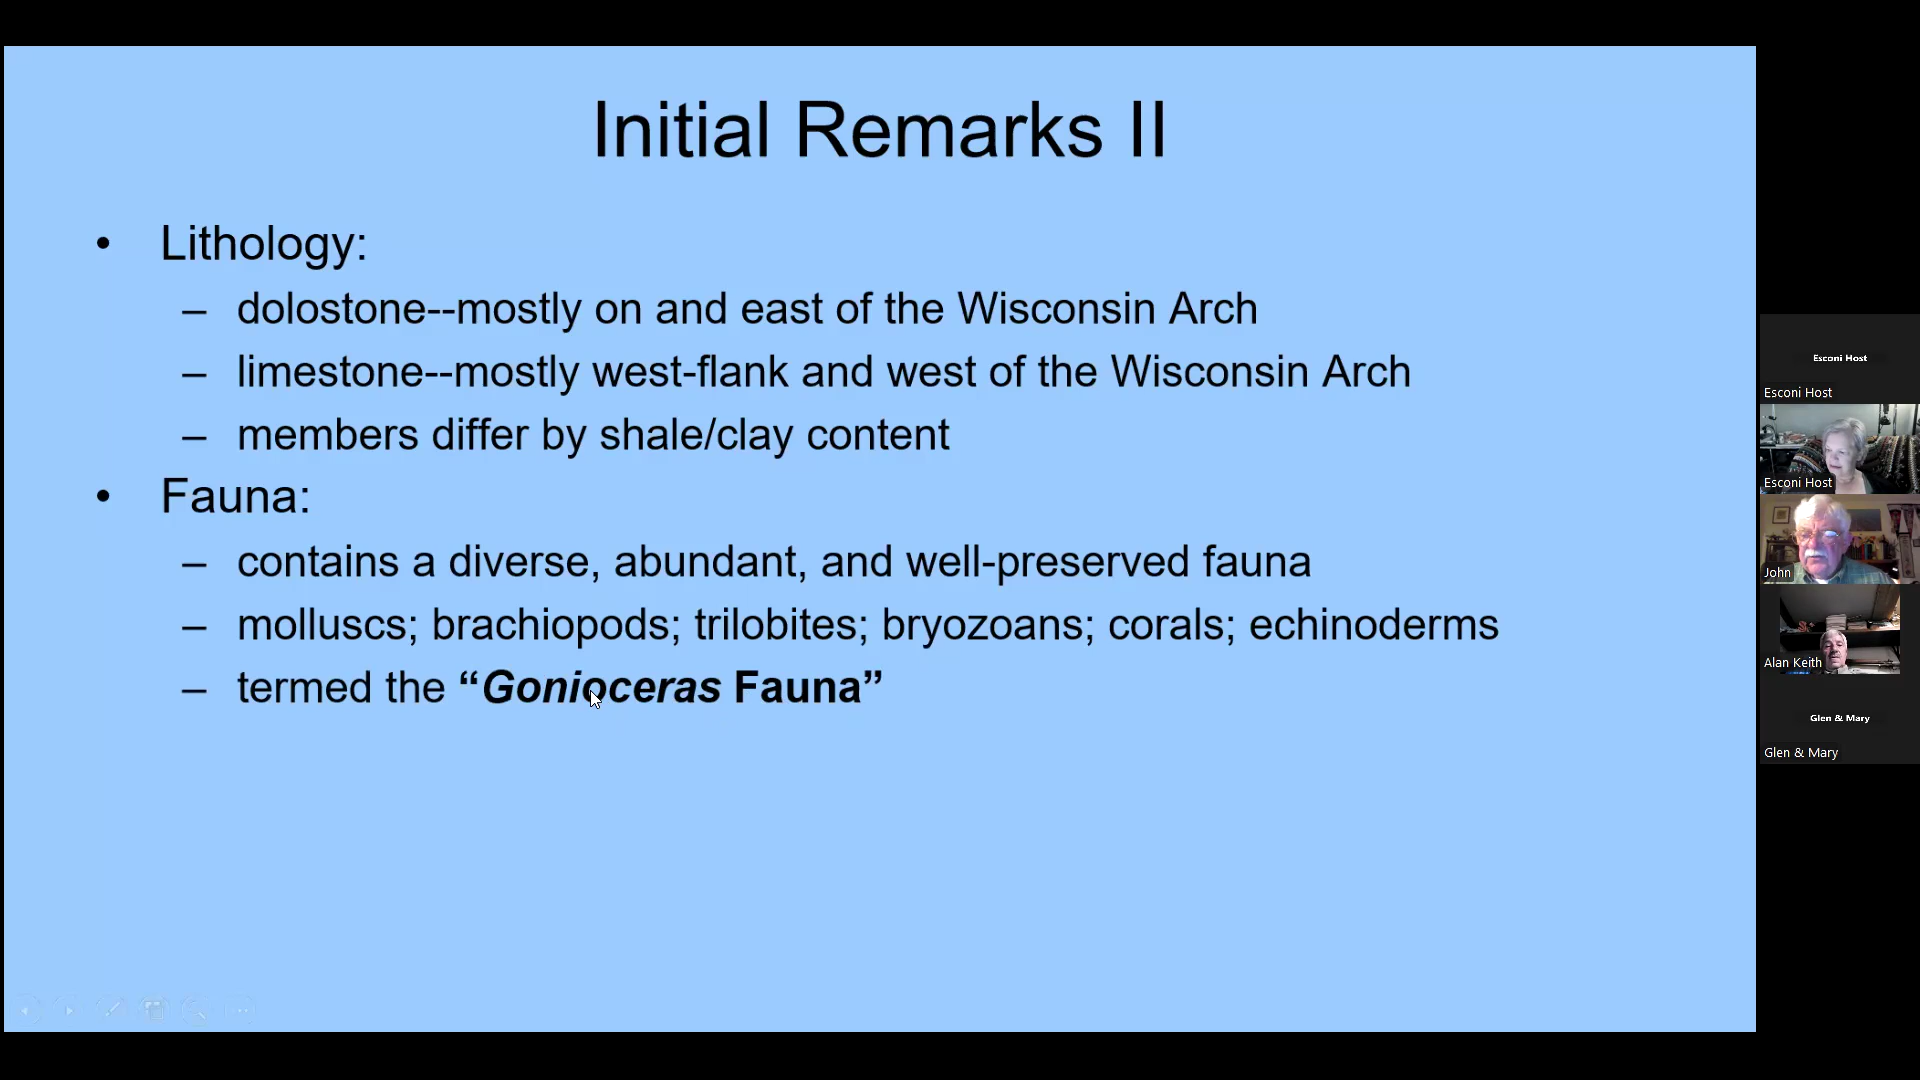 Initial Remarks II
• Lithology:
– dolostone--mostly on and east of the Wisconsin Arch
– limestone--mostly west-flank and west of the Wisconsin Arch
– members differ by shale/clay content
• Fauna:
– contains a diverse, abundant, and well-preserved fauna
– molluscs; brachiopods; trilobites; bryozoans; corals; echinoderms
– termed the “Gonioceras Fauna”
Esconi Host
Esconi Host
Esconi Host
John
Alan Keith
Glen & Mary
Glen & Mary